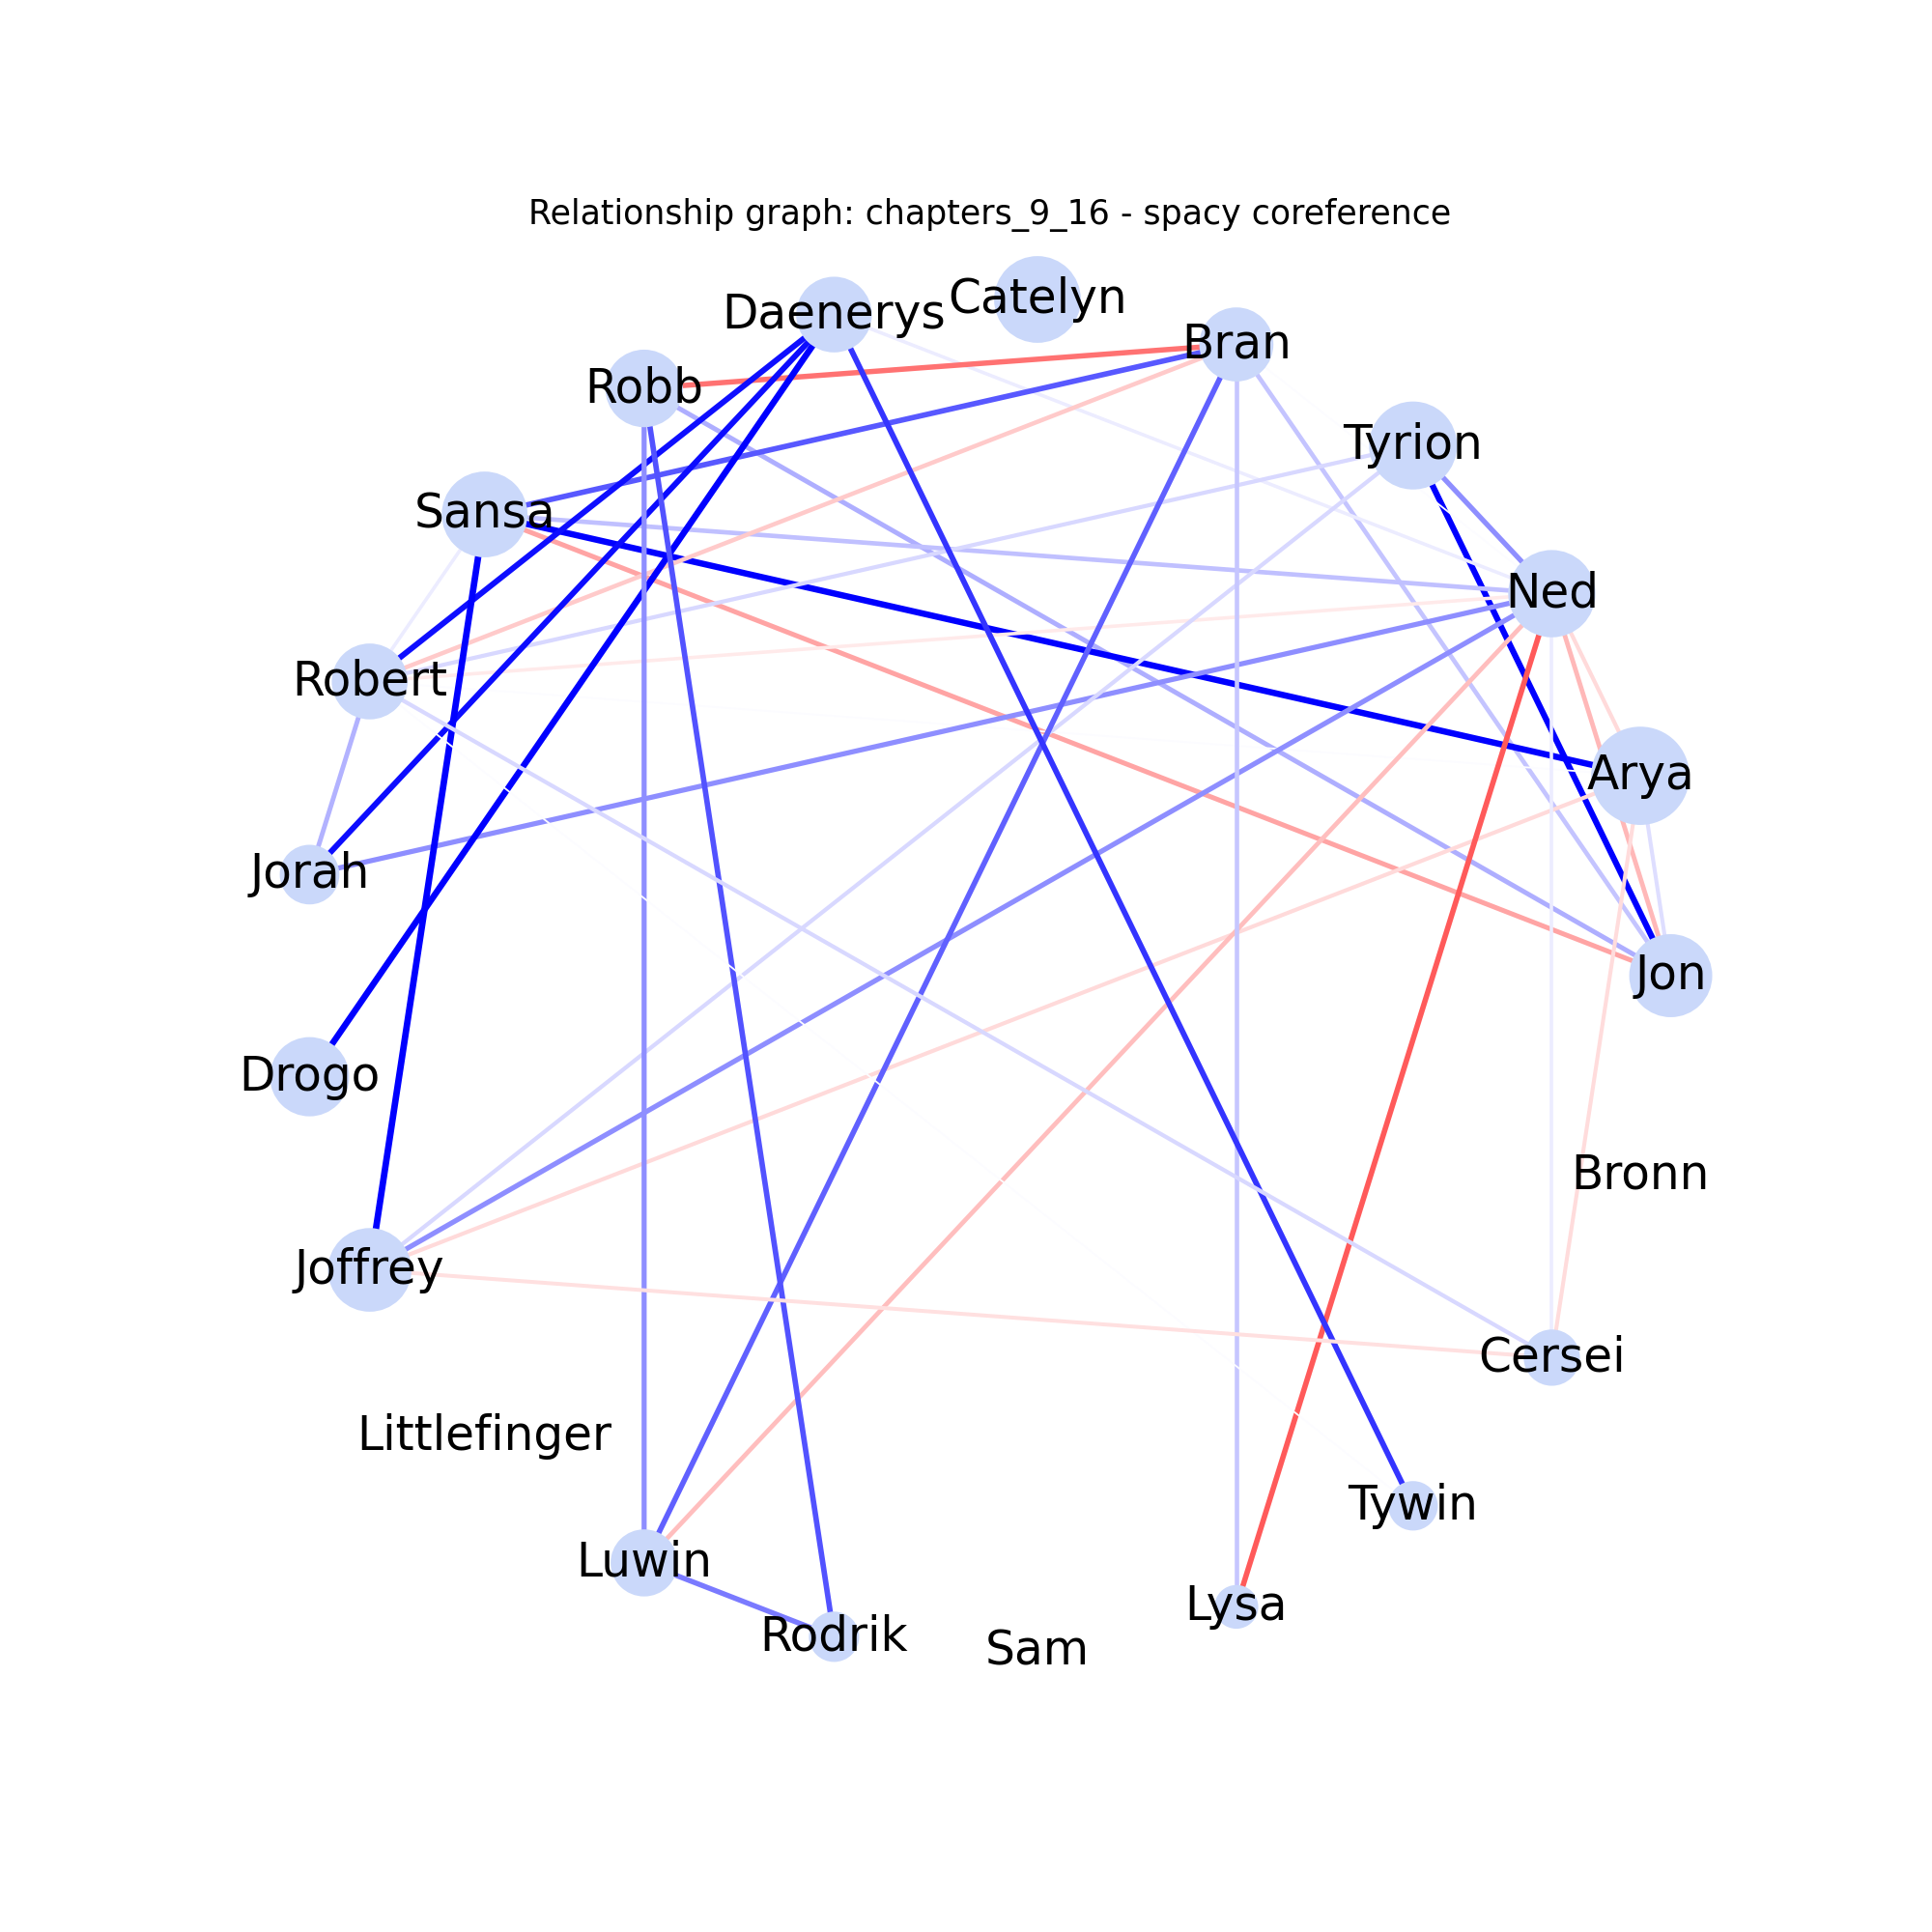 Relationship graph: chapters_9_16 - spacy coreference
Catelyn
Daenerys
Bran
Robb
Tyrion
Sansa
Ned
Robert
Arya
Jorah
Jon
Drogo
Bronn
Joffrey
Cersei
Littlefinger
Tywin
Luwin
Lysa
Rodrik
Sam